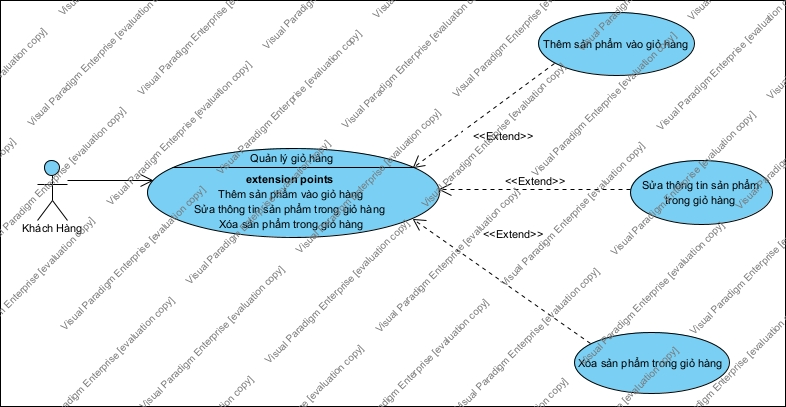 Thêm sản phẩm vào giỏ hàng
<<Extend>>
Quản lý giỏ hàng
extension points
Thêm sản phẩm vào giỏ hàng
Sửa thông tin sản phẩm trong giỏ hàng
Xóa sản phẩm trong giỏ hàng
<<Extend>>
Sửa thông tin sản phẩm
trong giỏ hàng
Khách Hàng
<<Extend>>
Xóa sản phẩm trong giỏ hàng
Visual Paradigm Enterprise [evaluation copy]